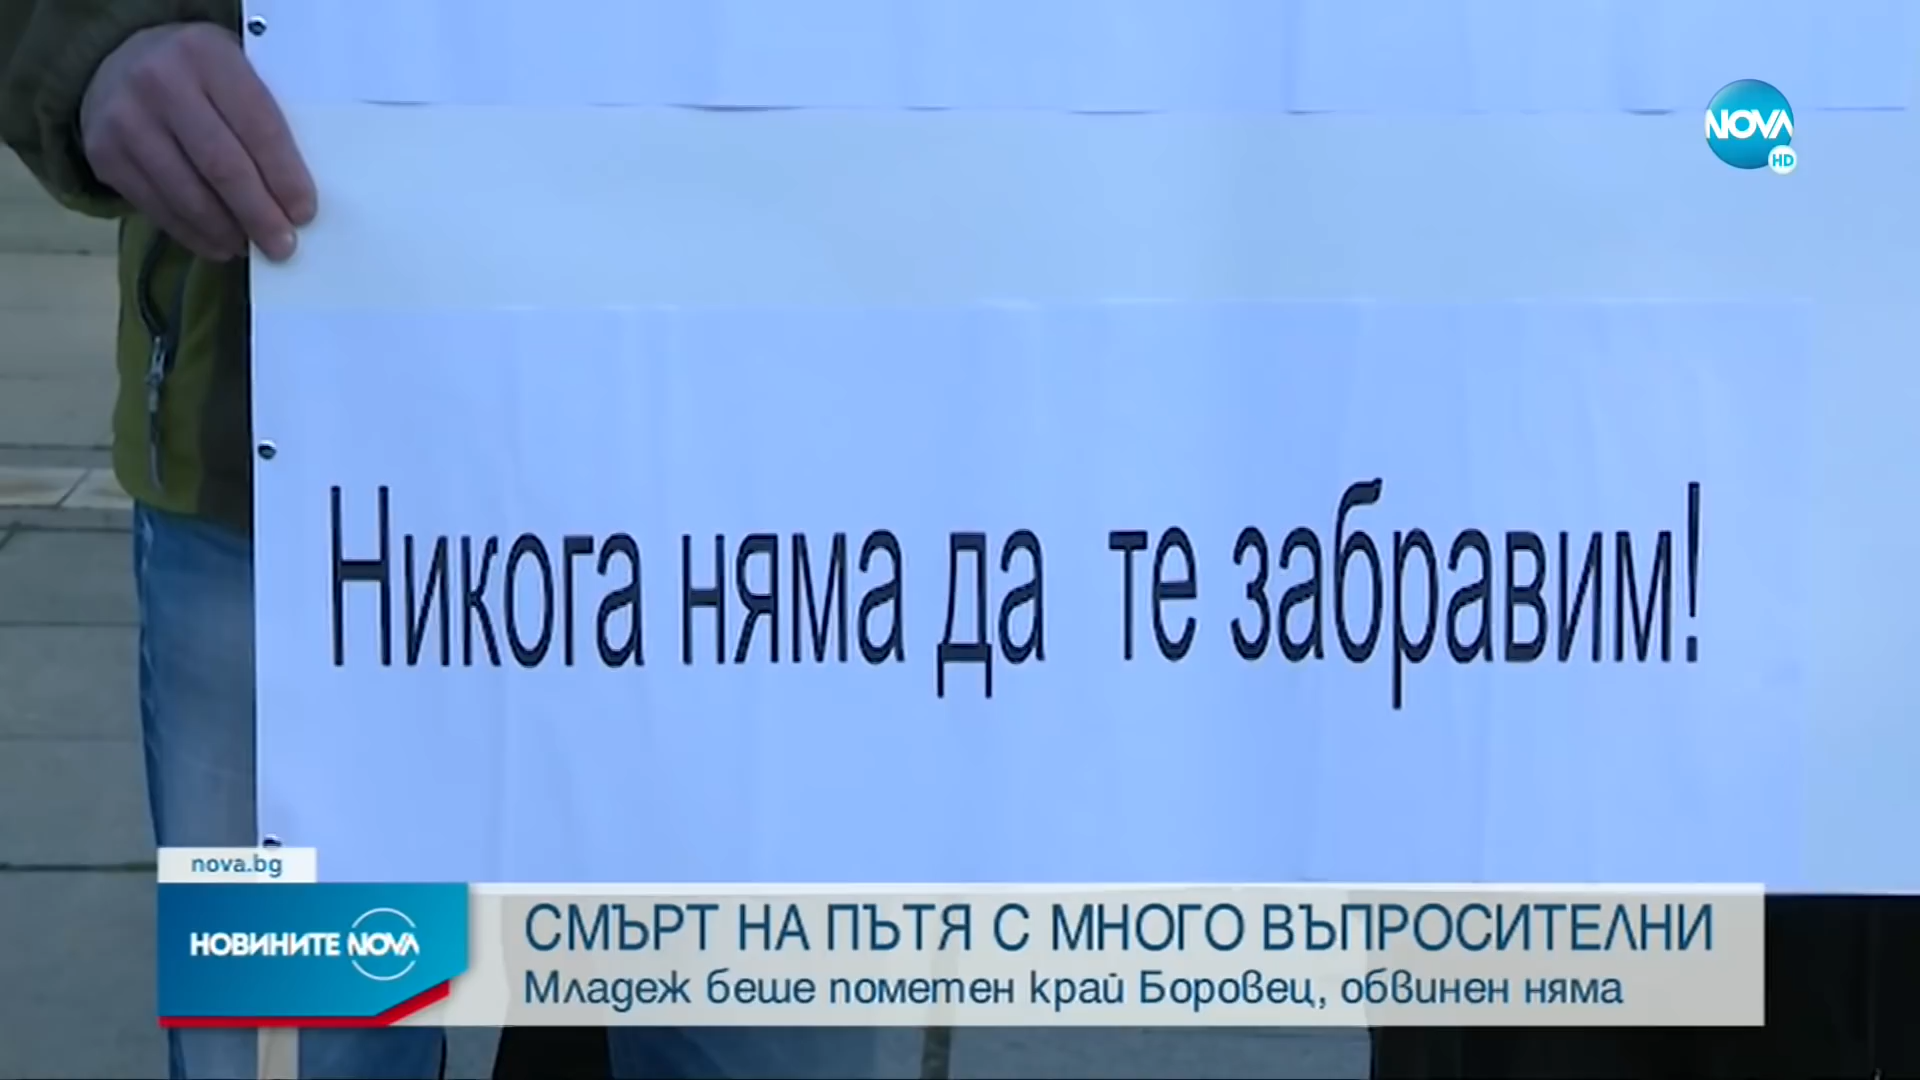 NOVA
HD
Никога няма да те забравим!
nova.bg
НОВИНИТЕ NOVA
СМЪРТ НА ПЪТЯ С МНОГО ВЪПРОСИТЕЛНИ
Младеж беше пометен край Боровец, обвинен няма